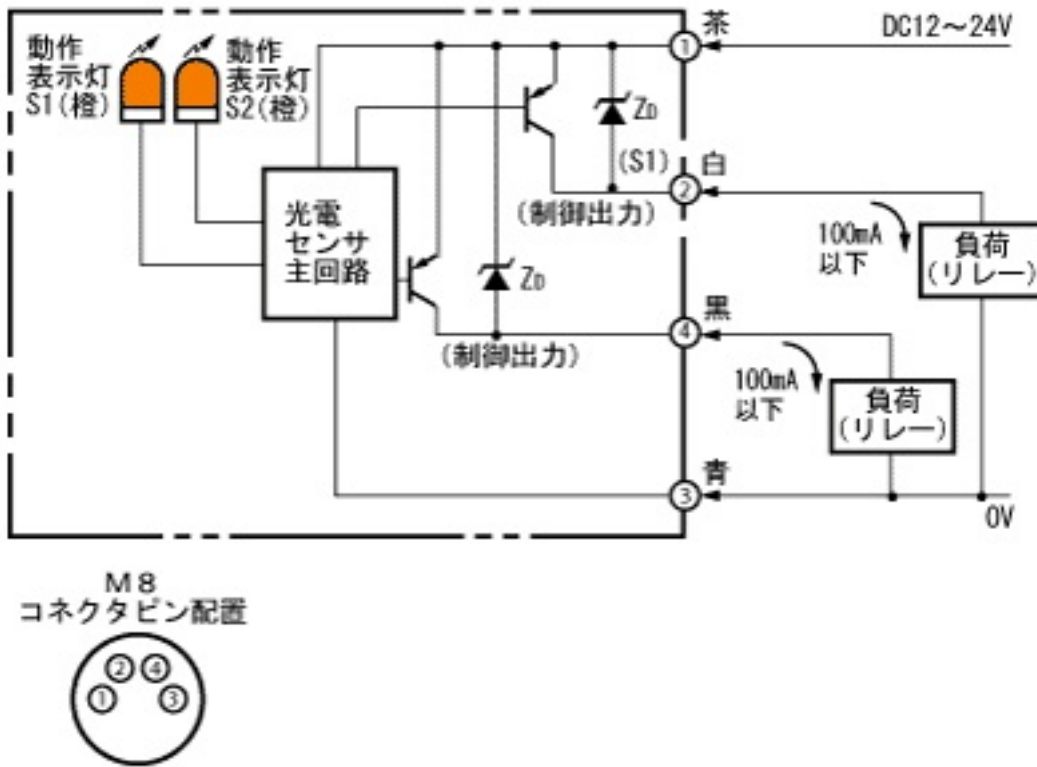 動作
表示灯
S1(橙)
動作
表示灯
S2(橙)
茶
DC12～24V
①
ZD
(S1)
白
②
(制御出力)
光電
センサ
主回路
100mA
以下
負荷
(リレー)
ZD
黒
④
(制御出力)
100mA
以下
負荷
(リレー)
青
③
0V
M8
コネクタピン配置
② ④
① ③